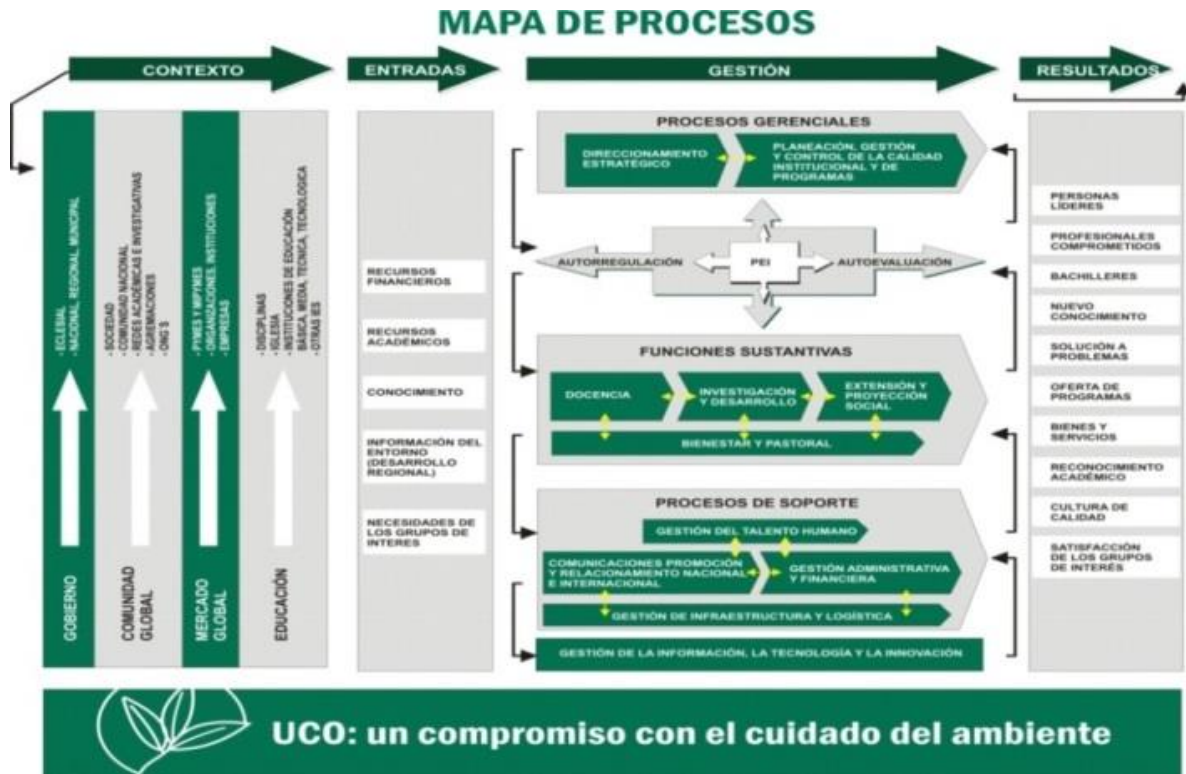 MAPA DE PROCESOS
CONTEXTO
ENTRADAS
GESTIÓN
RESULTADOS
- ECLESIAL
- NACIONAL, REGIONAL, MUNICIPAL
GOBIERNO
- SOCIEDAD
- COMUNIDAD NACIONAL
- REDES ACADÉMICAS E INVESTIGATIVAS
- AGREMIACIONES
- ONG'S
COMUNIDAD
GLOBAL
- PYMES Y MIPYMES
- ORGANIZACIONES, INSTITUCIONES
- EMPRESAS
MERCADO
GLOBAL
- DISCIPLINAS
- IGLESIA
- INSTITUCIONES DE EDUCACIÓN
BÁSICA, MEDIA, TECNICA, TECNOLOGICA
- OTRAS IES
EDUCACIÓN
RECURSOS
FINANCIEROS
RECURSOS
ACADÉMICOS
CONOCIMIENTO
INFORMACIÓN DEL
ENTORNO
(DESARROLLO
REGIONAL)
NECESIDADES DE
LOS GRUPOS DE
INTERES
PROCESOS GERENCIALES
DIRECCIONAMIENTO
ESTRATÉGICO
PLANEACIÓN, GESTIÓN
Y CONTROL DE LA CALIDAD
INSTITUCIONAL Y DE
PROGRAMAS
AUTORREGULACIÓN
PEI
AUTOEVALUACIÓN
FUNCIONES SUSTANTIVAS
DOCENCIA
INVESTIGACIÓN
Y DESARROLLO
EXTENSIÓN Y
PROYECCIÓN
SOCIAL
BIENESTAR Y PASTORAL
PROCESOS DE SOPORTE
GESTIÓN DEL TALENTO HUMANO
COMUNICACIONES PROMOCIÓN
Y RELACIONAMIENTO NACIONAL
E INTERNACIONAL
GESTIÓN ADMINISTRATIVA
Y FINANCIERA
GESTIÓN DE INFRAESTRUCTURA Y LOGÍSTICA
GESTIÓN DE LA INFORMACIÓN, LA TECNOLOGÍA Y LA INNOVACIÓN
PERSONAS
LÍDERES
PROFESIONALES
COMPROMETIDOS
BACHILLERES
NUEVO
CONOCIMIENTO
SOLUCIÓN A
PROBLEMAS
OFERTA DE
PROGRAMAS
BIENES Y
SERVICIOS
RECONOCIMIENTO
ACADÉMICO
CULTURA DE
CALIDAD
SATISFACCIÓN
DE LOS GRUPOS
DE INTERÉS
UCO: un compromiso con el cuidado del ambiente